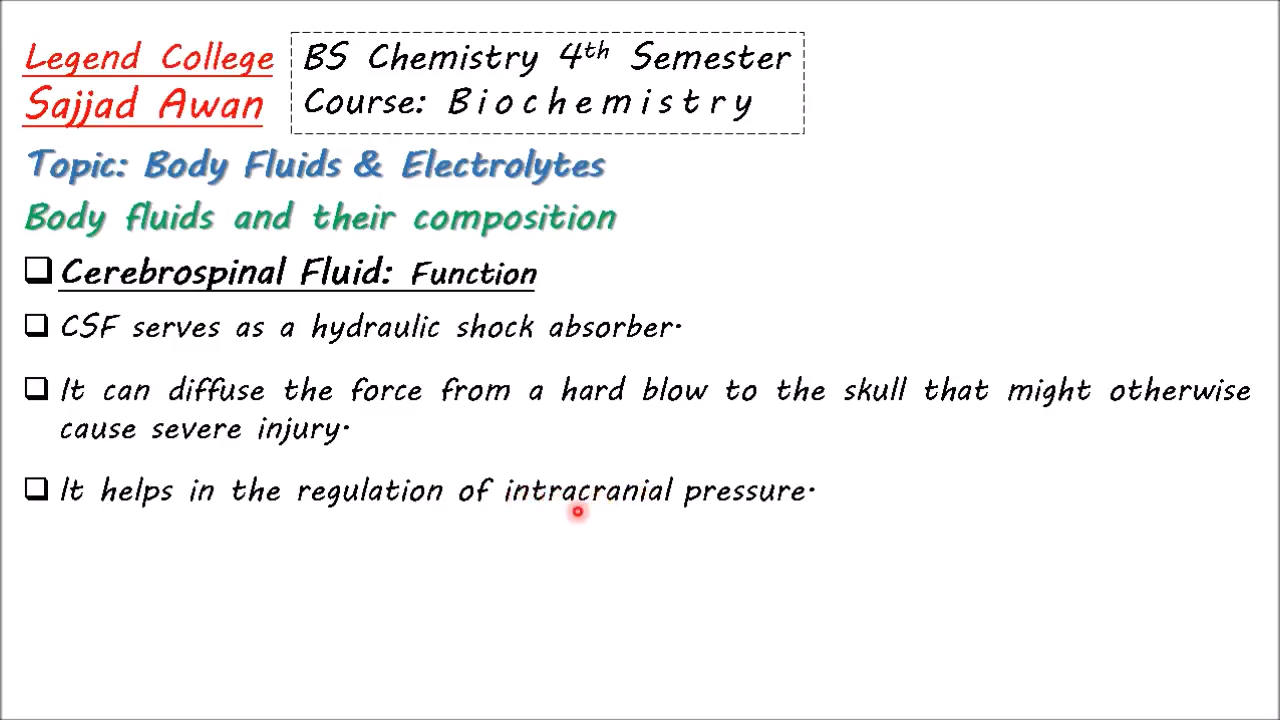 Legend College
Sajjad Awan
BS Chemistry 4th Semester
Course: Biochemistry
Topic: Body Fluids & Electrolytes
Body fluids and their composition
Cerebrospinal Fluid: Function
CSF serves as a hydraulic shock absorber.
It can diffuse the force from a hard blow to the skull that might otherwise
cause severe injury.
It helps in the regulation of intracranial pressure.